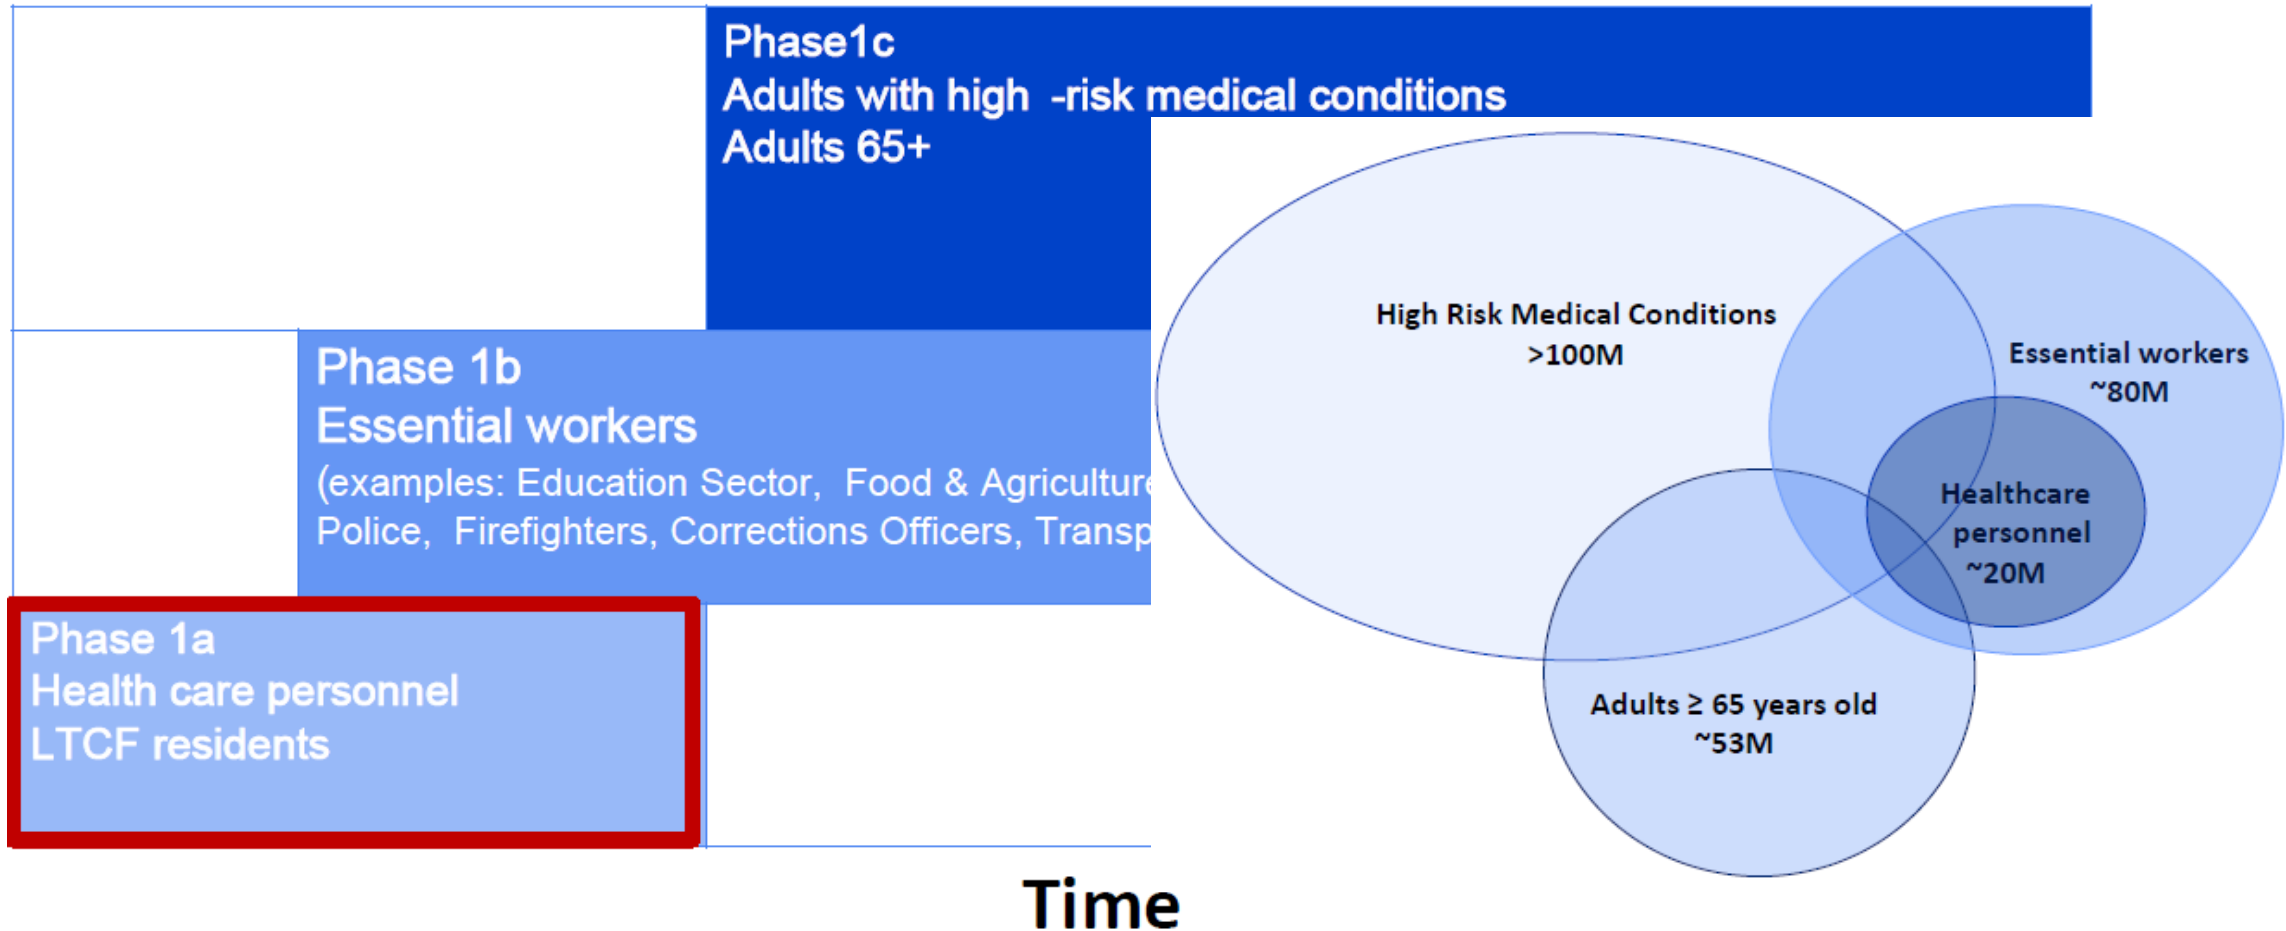 Phase1c
Adults with high -risk medical conditions
Adults 65+
Phase 1b
Essential workers
(examples: Education Sector, Food & Agriculture
Police, Firefighters, Corrections Officers, Transp
Phase 1a
Health care personnel
LTCF residents
High Risk Medical Conditions
>100M
Essential workers
~80M
Healthcare
personnel
~20M
Adults ≥ 65 years old
~53M
Time